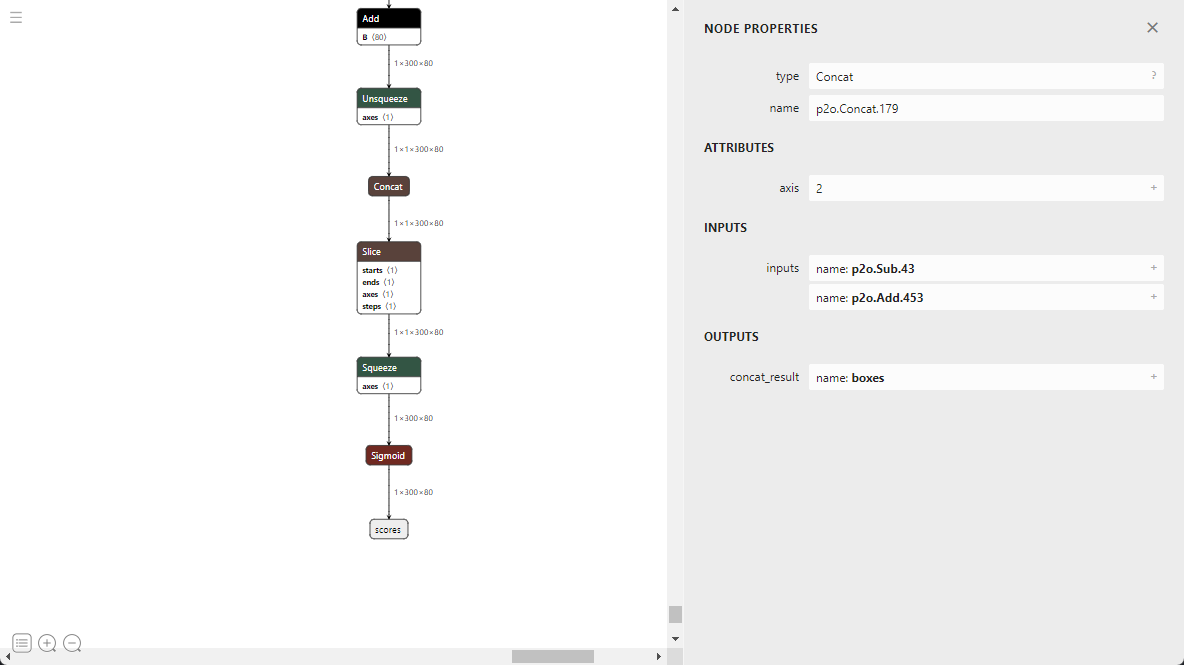 Add
B ⟨80⟩
1×300×80
Unsqueeze
axes ⟨1⟩
1×1×300×80
Concat
1×1×300×80
Slice
starts ⟨1⟩
ends ⟨1⟩
axes ⟨1⟩
steps ⟨1⟩
1×1×300×80
Squeeze
axes ⟨1⟩
1×300×80
Sigmoid
1×300×80
scores
NODE PROPERTIES
type Concat ?
name p2o.Concat.179
ATTRIBUTES
axis 2 +
INPUTS
inputs name: p2o.Sub.43 +
name: p2o.Add.453 +
OUTPUTS
concat_result name: boxes +